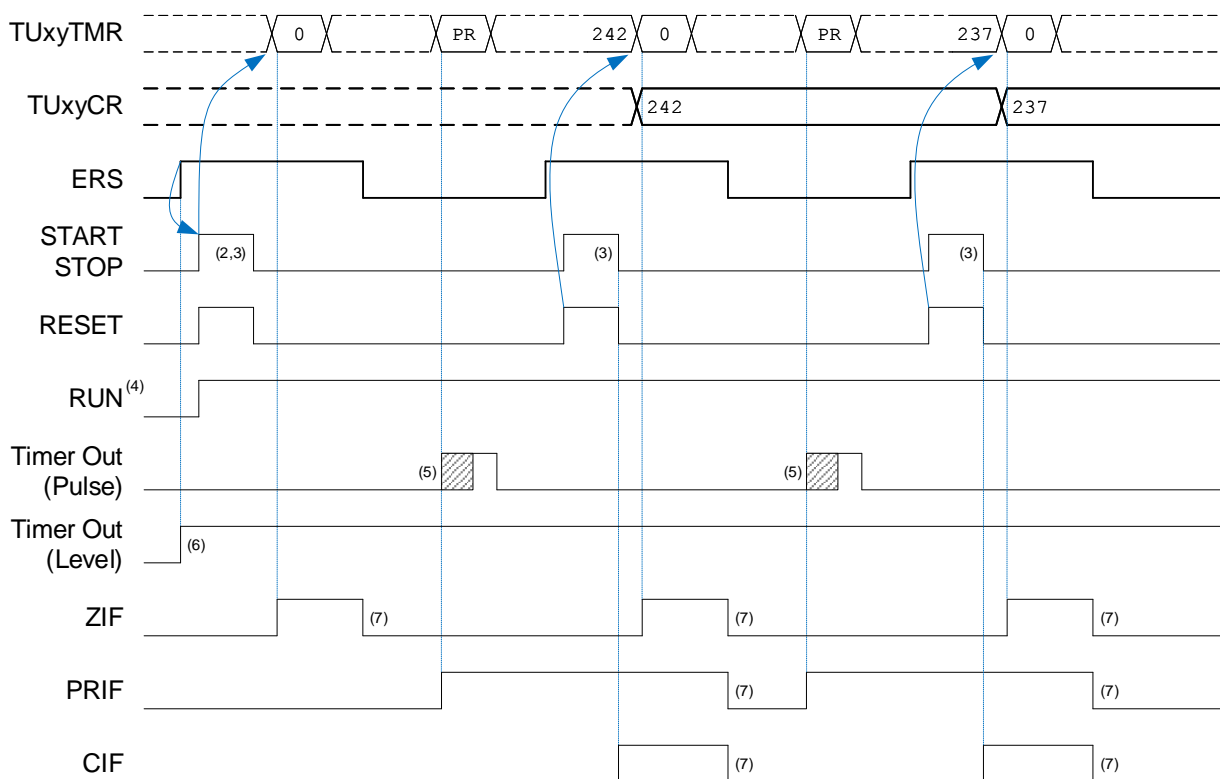 TUxyTMR 0 PR 242 0 PR 237 0
TUxyCR 242 237
ERS
START
STOP (2,3) (3) (3)
RESET
RUN (4)
Timer Out
(Pulse) (5) (5)
Timer Out
(Level) (6)
ZIF (7) (7) (7)
PRIF (7) (7)
CIF (7) (7)